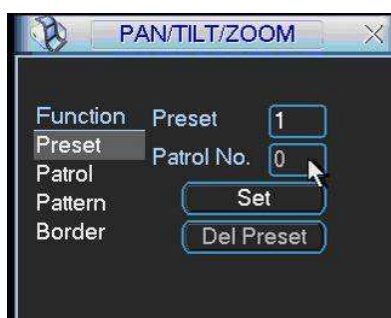 PAN/TILT/ZOOM
Function
Preset
Patrol
Pattern
Border
Preset 1
Patrol No. 0
Set
Del Preset